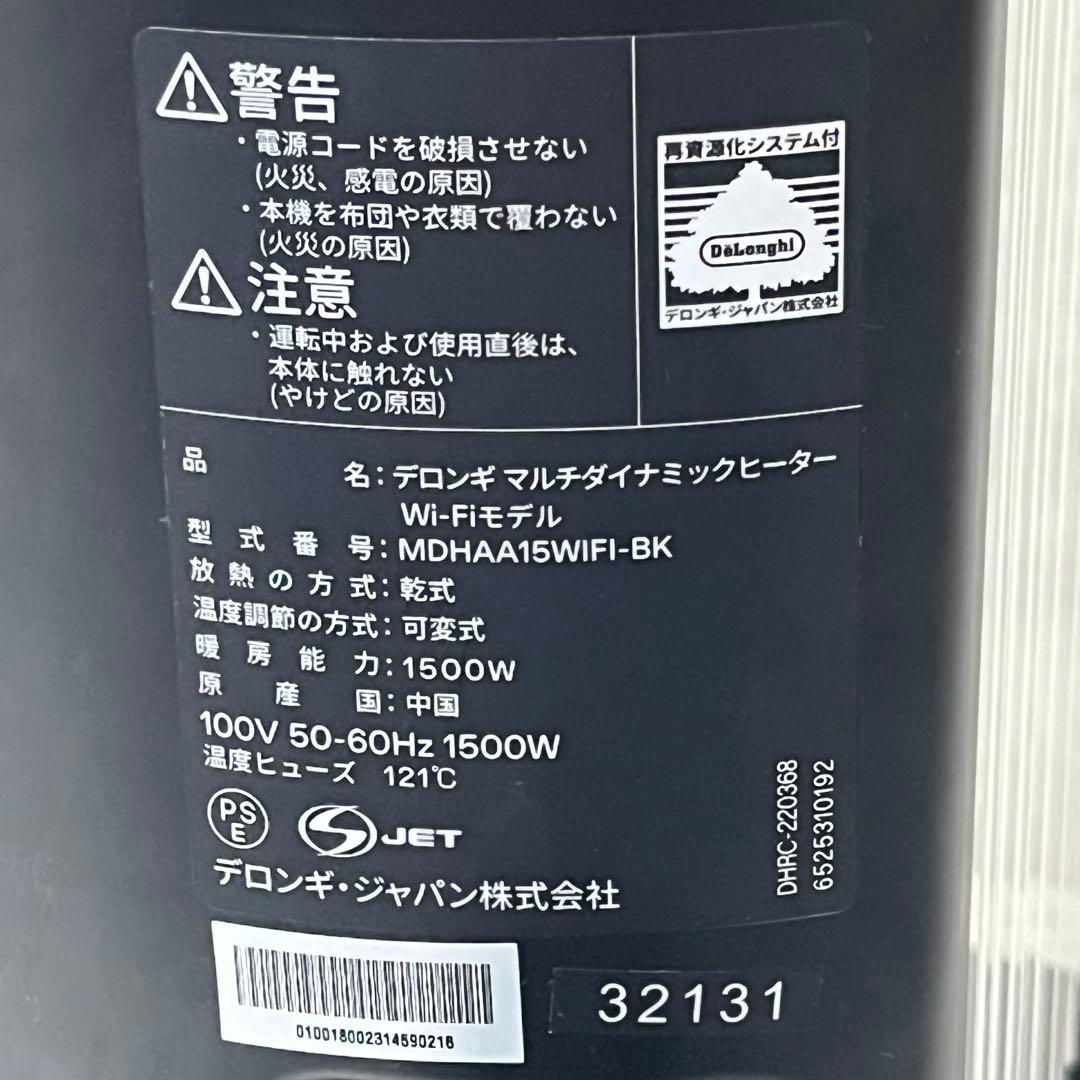 警告
・電源コードを破損させない
(火災、感電の原因)
・本機を布団や衣類で覆わない
(火災の原因)
注意
・運転中および使用直後は、
本体に触れない
(やけどの原因)
再資源化システム付
DeLonghi
デロンギ・ジャパン株式会社
品名：デロンギ マルチダイナミックヒーター
Wi-Fiモデル
型式番号：MDHAA15WIFI-BK
放熱の方式：乾式
温度調節の方式：可変式
暖房能力：1500W
原産国：中国
100V 50-60Hz 1500W
温度ヒューズ 121℃
PS
E
S JET
デロンギ・ジャパン株式会社
DHRC-220368
6525310192
010018002314590218
32131